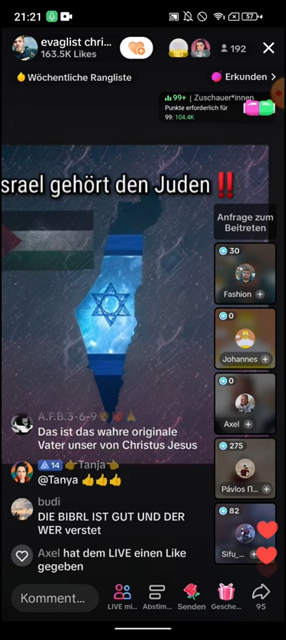 21:21
57
evaglist chri...
163.5K Likes
192
Wöchentliche Rangliste
Erkunden
99+ | Zuschauer*innen
Punkte erforderlich für
99: 104.4K
srael gehört den Juden !!
Anfrage zum
Beitreten
30
Fashion +
0
Johannes +
0
Axel +
275
Pávlos Π... +
82
Sifu_... +
A.F.B.3-6-9
Das ist das wahre originale
Vater unser von Christus Jesus
14 Tanja
@Tanya
budi
DIE BIBRL IST GUT UND DER
WER verstet
Axel hat dem LIVE einen Like
gegeben
Komment...
LIVE mi...
Abstim...
Senden
Gesche...
95